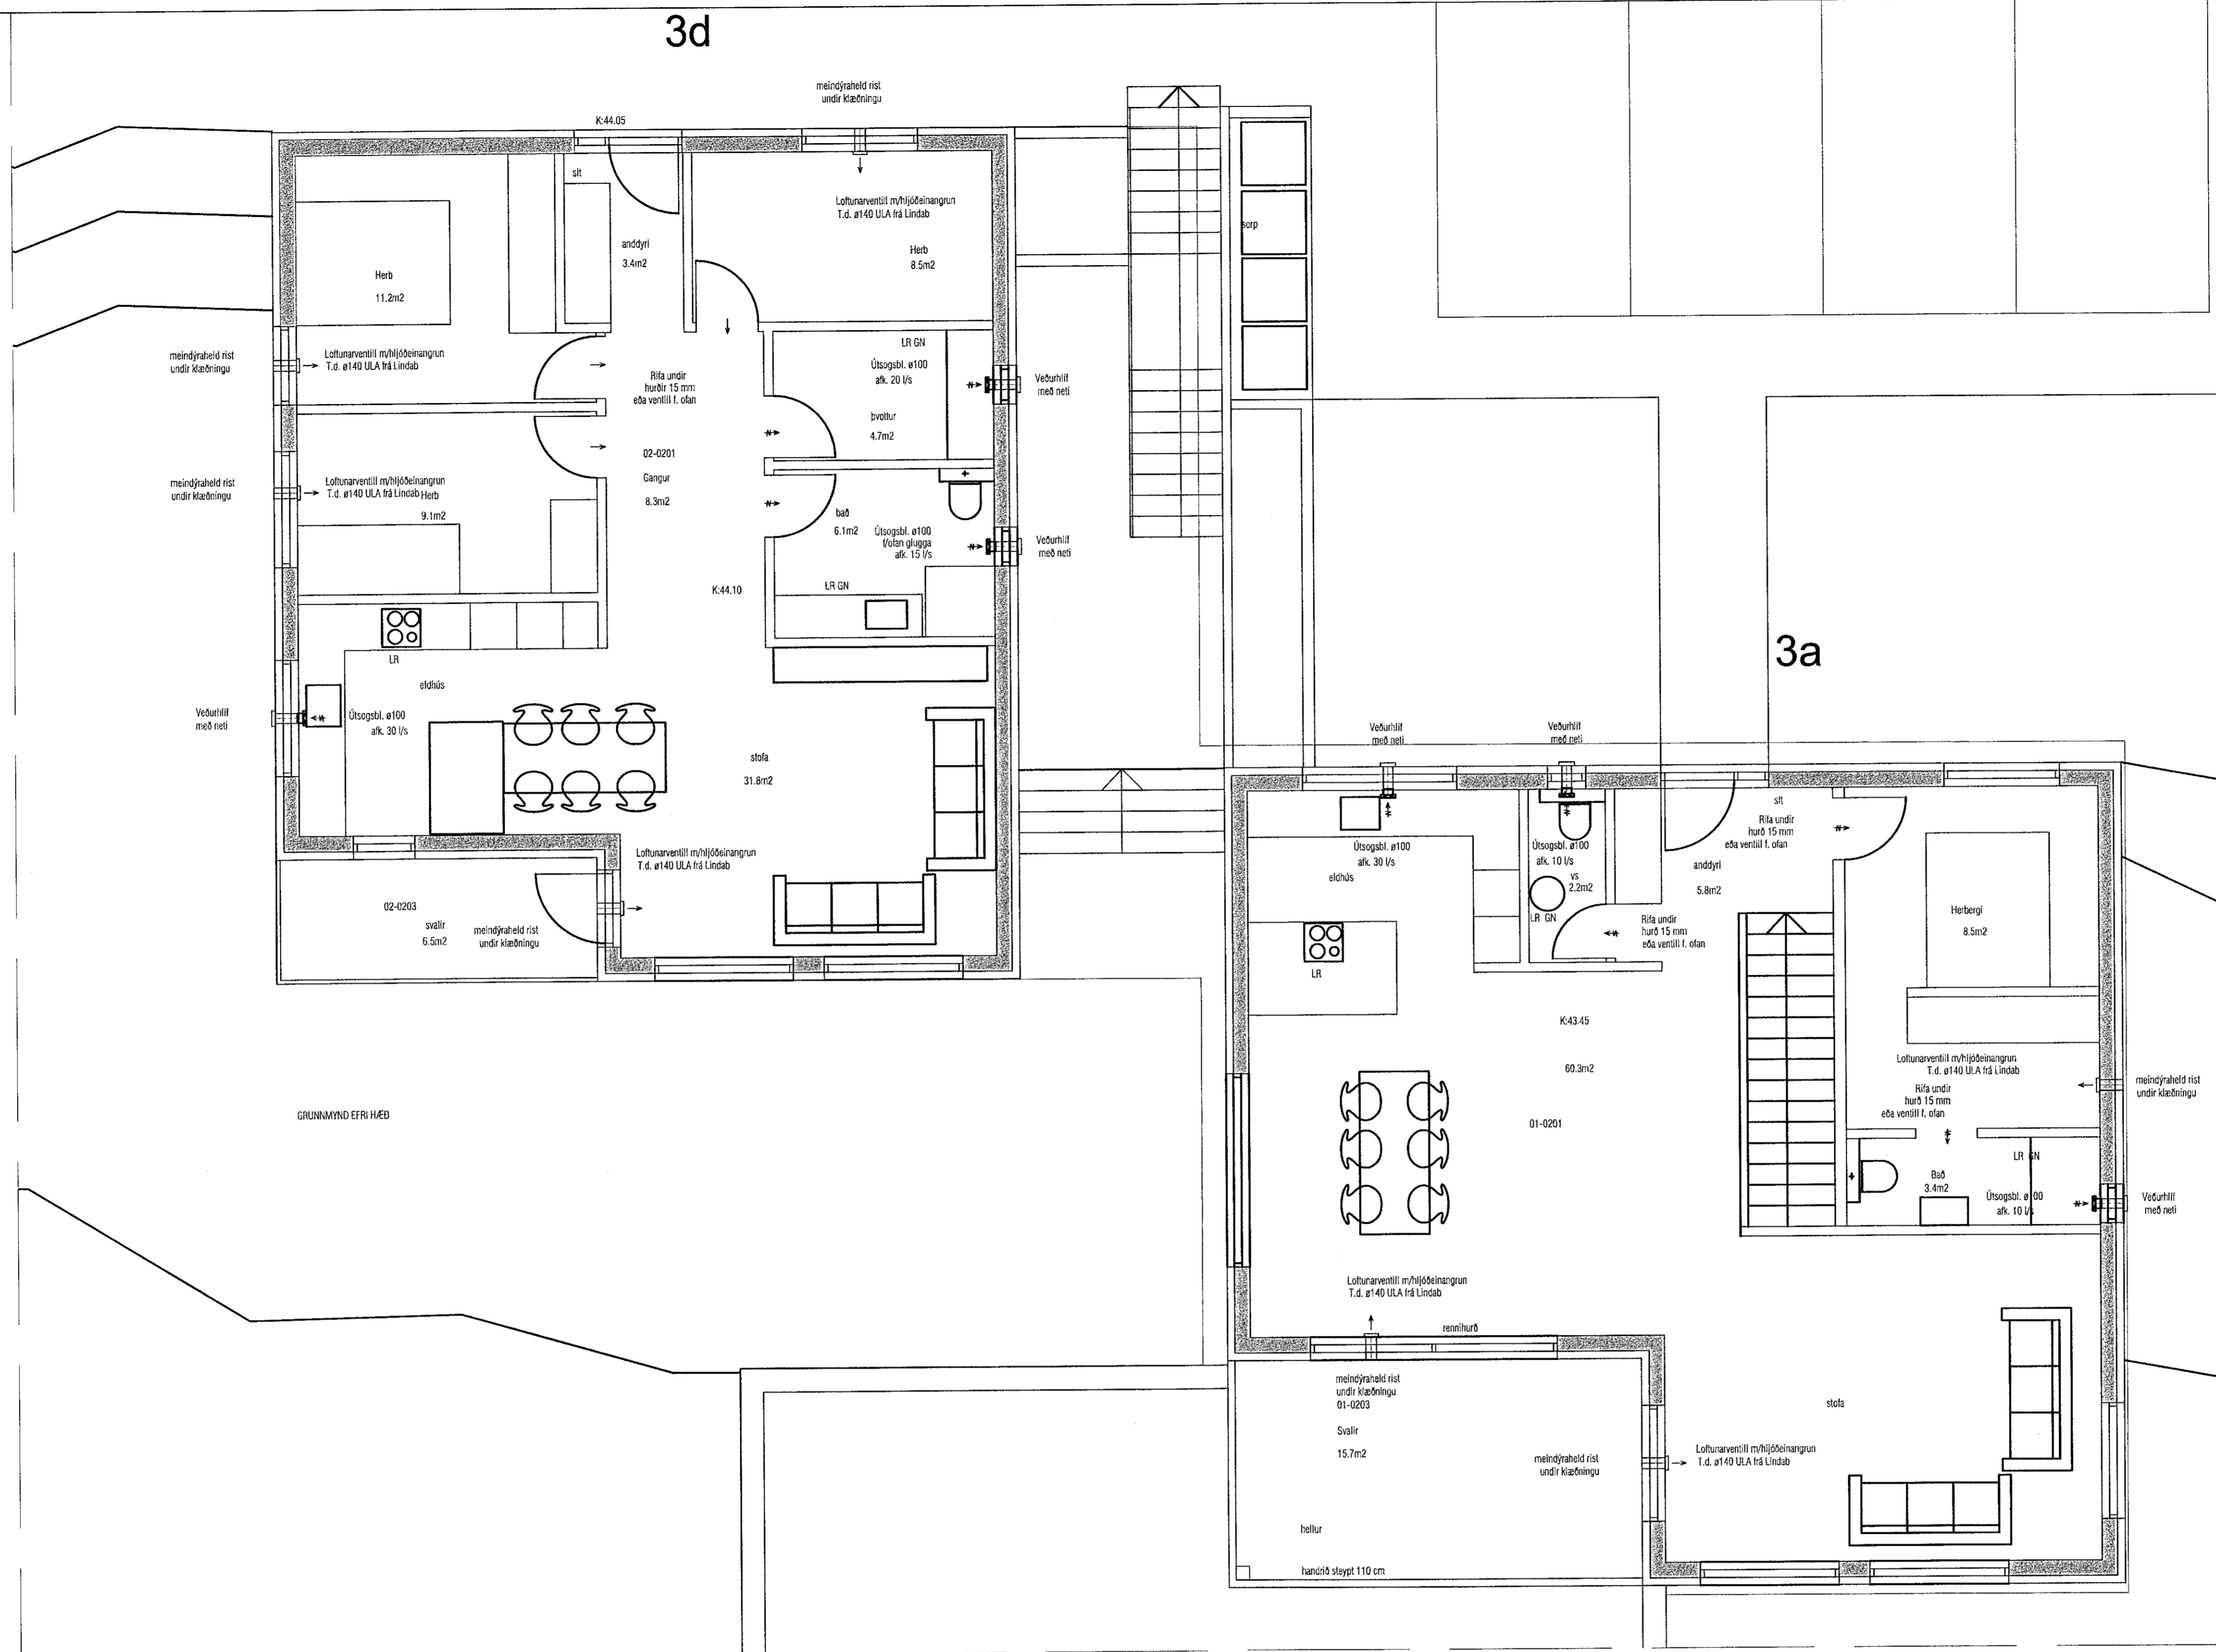 3d
meindýraheld rist
undir klæðningu
K:44.05
slt
Loftunarventill m/hljóðeinangrun
T.d. ø140 ULA frá Lindab
sorp
anddyri
3.4m2
Herb
8.5m2
Herb
11.2m2
meindýraheld rist
undir klæðningu
Loftunarventill m/hljóðeinangrun
T.d. ø140 ULA frá Lindab
Rifa undir
hurðir 15 mm
eða ventill f. ofan
LR GN
Útsogsbl. ø100
afk. 20 l/s
þvottur
4.7m2
Veðurhlíf
með neti
02-0201
Gangur
8.3m2
meindýraheld rist
undir klæðningu
Loftunarventill m/hljóðeinangrun
T.d. ø140 ULA frá Lindab
Herb
9.1m2
bað
6.1m2
Útsogsbl. ø100
f/ofan glugga
afk. 15 l/s
Veðurhlíf
með neti
LR GN
K:44.10
LR
eldhús
Veðurhlíf
með neti
Útsogsbl. ø100
afk. 30 l/s
stofa
31.8m2
Loftunarventill m/hljóðeinangrun
T.d. ø140 ULA frá Lindab
02-0203
svalir
6.5m2
meindýraheld rist
undir klæðningu
GRUNNMYND EFRI HÆÐ
3a
Veðurhlíf
með neti
Veðurhlíf
með neti
slt
Rifa undir
hurð 15 mm
eða ventill f. ofan
Útsogsbl. ø100
afk. 30 l/s
eldhús
Útsogsbl. ø100
afk. 10 l/s
vs
2.2m2
LR GN
anddyri
5.8m2
Rifa undir
hurð 15 mm
eða ventill f. ofan
Herbergi
8.5m2
LR
K:43.45
60.3m2
01-0201
Loftunarventill m/hljóðeinangrun
T.d. ø140 ULA frá Lindab
Rifa undir
hurð 15 mm
eða ventill f. ofan
meindýraheld rist
undir klæðningu
LR GN
Bað
3.4m2
Útsogsbl. ø100
afk. 10 l/s
Veðurhlíf
með neti
Loftunarventill m/hljóðeinangrun
T.d. ø140 ULA frá Lindab
rennihurð
meindýraheld rist
undir klæðningu
01-0203
Svalir
15.7m2
stofa
meindýraheld rist
undir klæðningu
Loftunarventill m/hljóðeinangrun
T.d. ø140 ULA frá Lindab
hellur
handrið steypt 110 cm